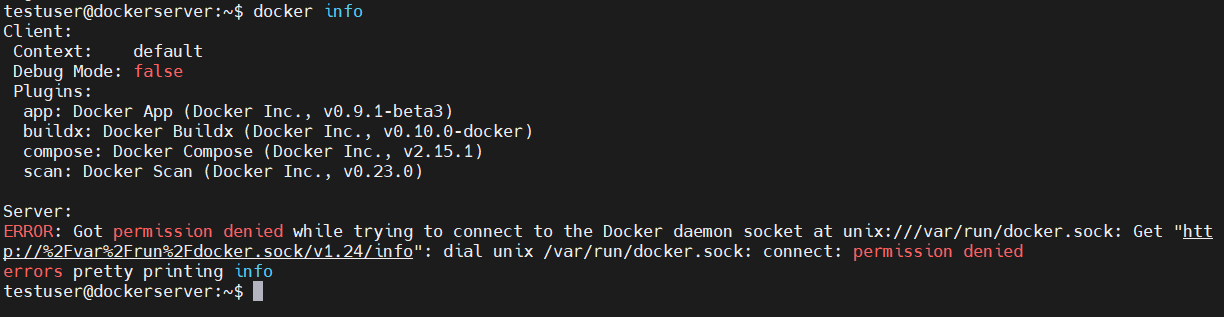 testuser@dockerserver:~$ docker info
Client:
 Context:    default
 Debug Mode: false
 Plugins:
  app: Docker App (Docker Inc., v0.9.1-beta3)
  buildx: Docker Buildx (Docker Inc., v0.10.0-docker)
  compose: Docker Compose (Docker Inc., v2.15.1)
  scan: Docker Scan (Docker Inc., v0.23.0)

Server:
ERROR: Got permission denied while trying to connect to the Docker daemon socket at unix:///var/run/docker.sock: Get "htt
p://%2Fvar%2Frun%2Fdocker.sock/v1.24/info": dial unix /var/run/docker.sock: connect: permission denied
errors pretty printing info
testuser@dockerserver:~$